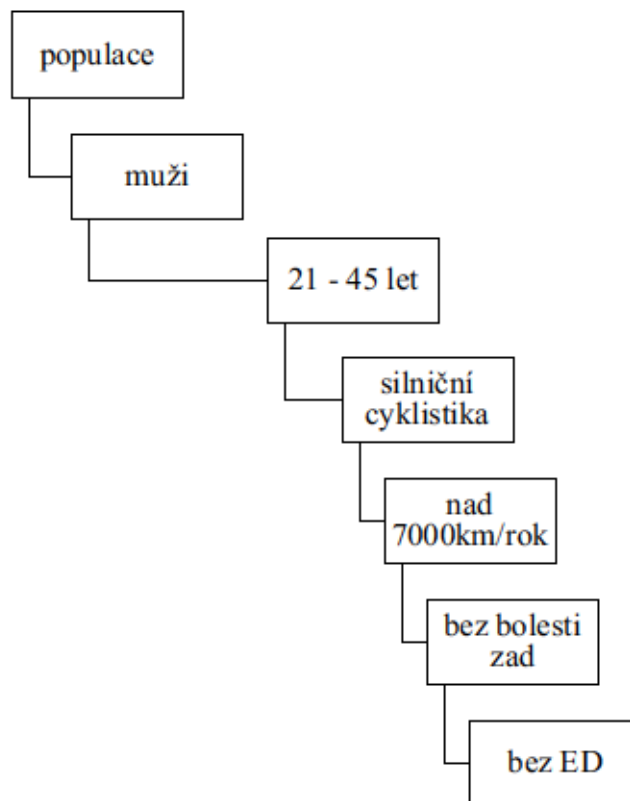 populace
muži
21 - 45 let
silniční
cyklistika
nad
7000km/rok
bez bolesti
zad
bez ED